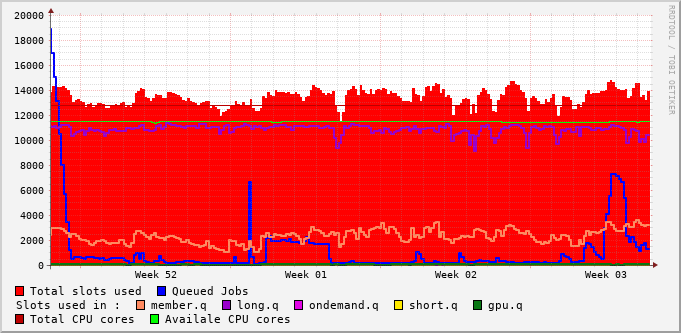 20000
18000
16000
14000
12000
10000
8000
6000
4000
2000
0
Week 52 Week 01 Week 02 Week 03
Total slots used Queued Jobs
Slots used in : member.q long.q ondemand.q short.q gpu.q
Total CPU cores Availale CPU cores
RRDTOOL / TOBI OETIKER